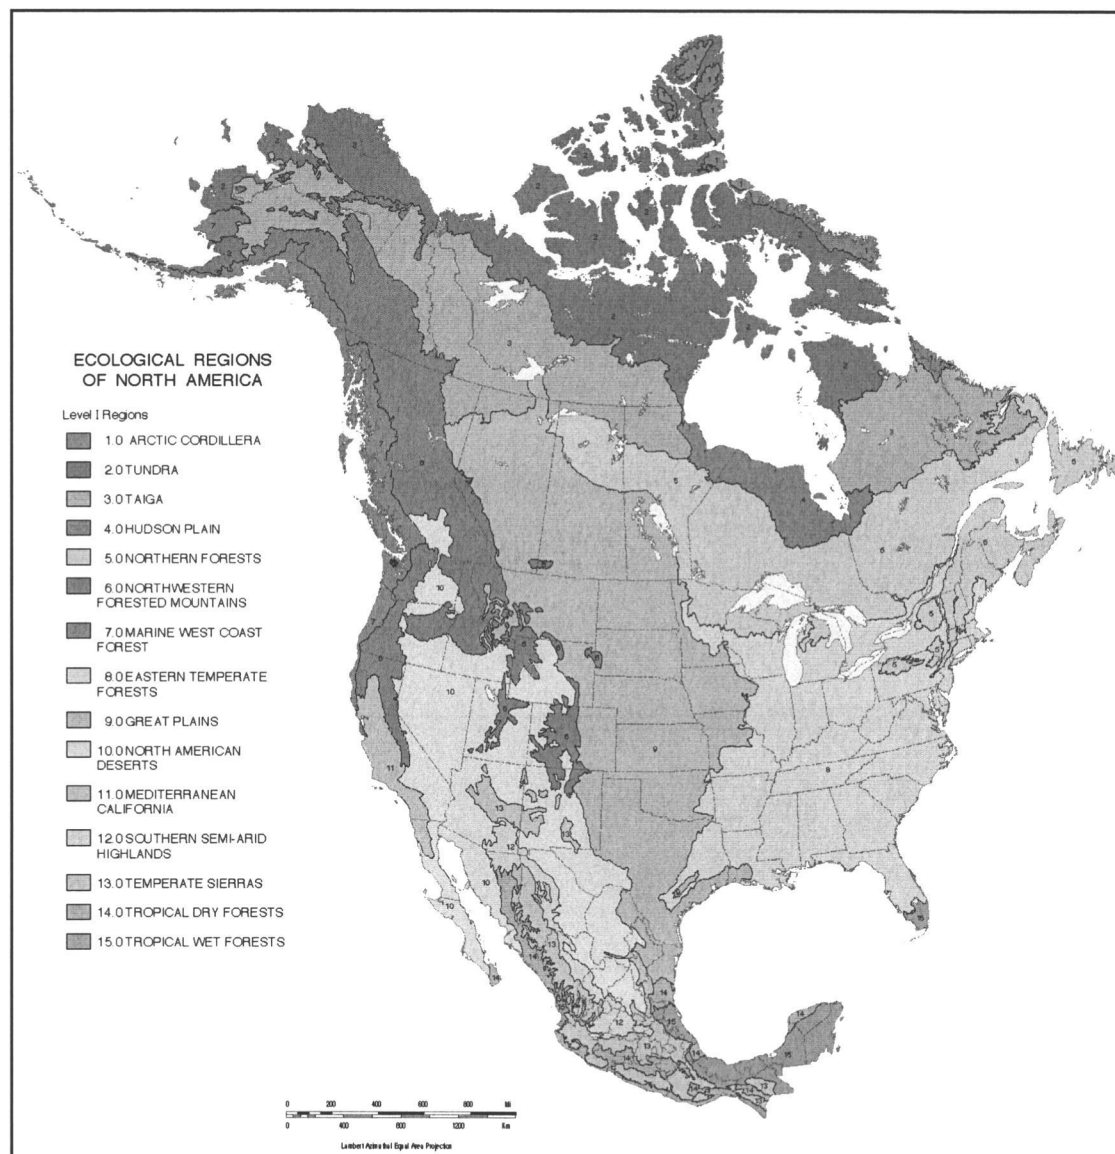 ECOLOGICAL REGIONS
OF NORTH AMERICA
Level I Regions
1.0 ARCTIC CORDILLERA
2.0 TUNDRA
3.0 TAIGA
4.0 HUDSON PLAIN
5.0 NORTHERN FORESTS
6.0 NORTHWESTERN
FORESTED MOUNTAINS
7.0 MARINE WEST COAST
FOREST
8.0 EASTERN TEMPERATE
FORESTS
9.0 GREAT PLAINS
10.0 NORTH AMERICAN
DESERTS
11.0 MEDITERRANEAN
CALIFORNIA
12.0 SOUTHERN SEMI-ARID
HIGHLANDS
13.0 TEMPERATE SIERRAS
14.0 TROPICAL DRY FORESTS
15.0 TROPICAL WET FORESTS
0 200 400 600 800 Mi
0 400 800 1200 Km
Lambert Azimuthal Equal Area Projection